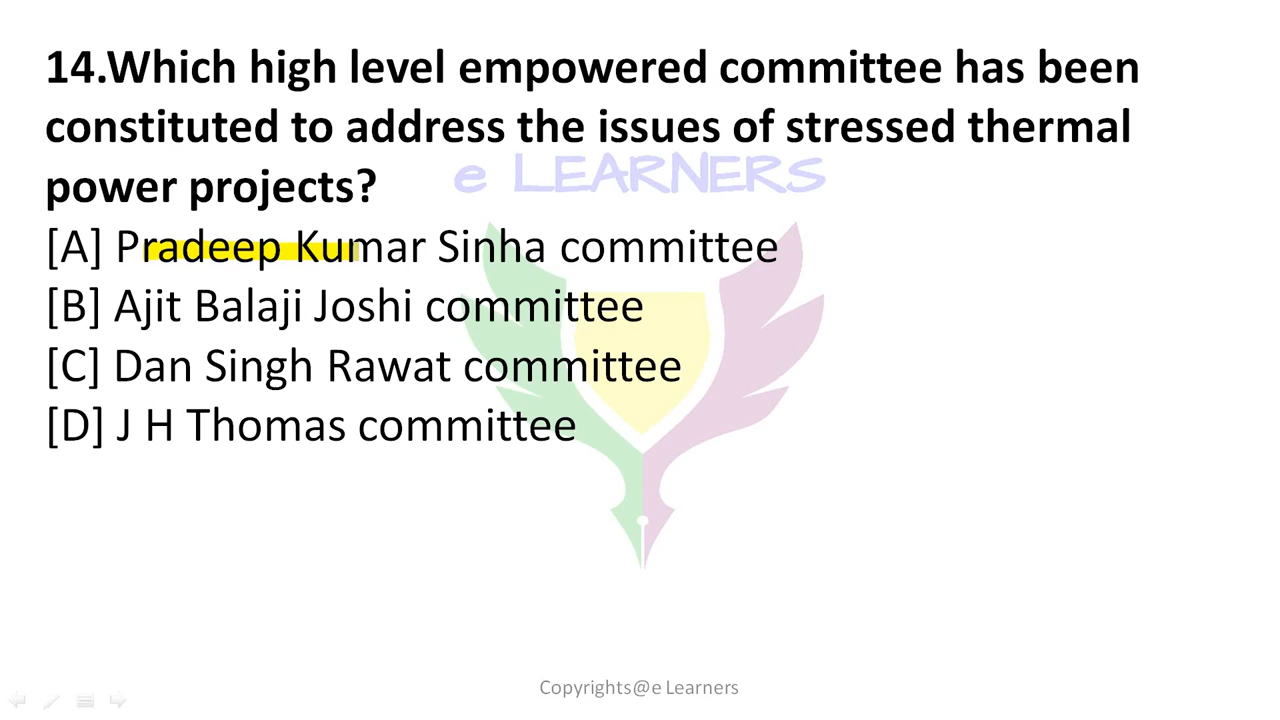 14.Which high level empowered committee has been
constituted to address the issues of stressed thermal
e LEARNERS
power projects?
[A] Pradeep Kumar Sinha committee
[B] Ajit Balaji Joshi committee
[C] Dan Singh Rawat committee
[D] J H Thomas committee
Copyrights@e Learners